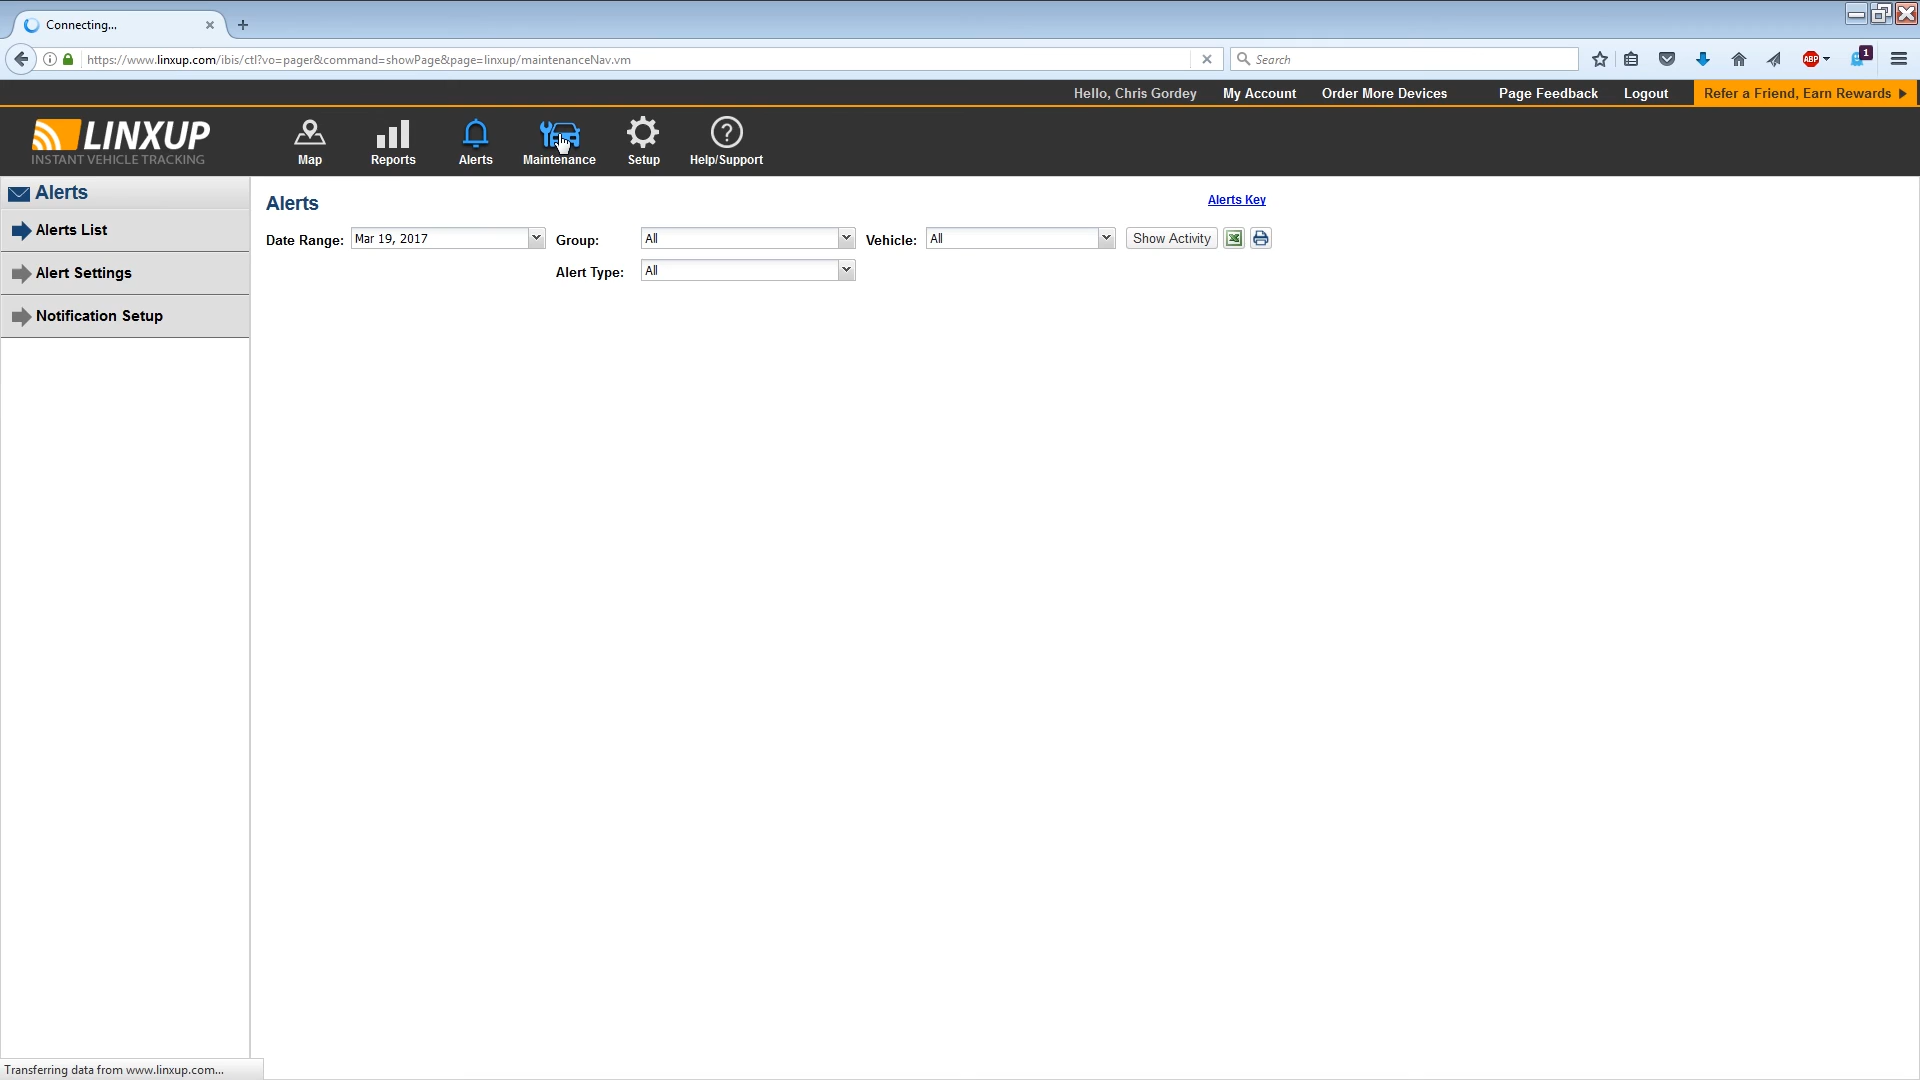 Connecting...
https://www.linxup.com/ibis/ctl?vo=pager&command=showPage&page=linxup/maintenanceNav.vm
Search
ABP
1
Hello, Chris Gordey
My Account
Order More Devices
Page Feedback
Logout
Refer a Friend, Earn Rewards
LINXUP
INSTANT VEHICLE TRACKING
Map
Reports
Alerts
Maintenance
Setup
Help/Support
Alerts
Alerts List
Alert Settings
Notification Setup
Alerts
Alerts Key
Date Range: Mar 19, 2017 Group: All Vehicle: All Show Activity
Alert Type: All
Transferring data from www.linxup.com...